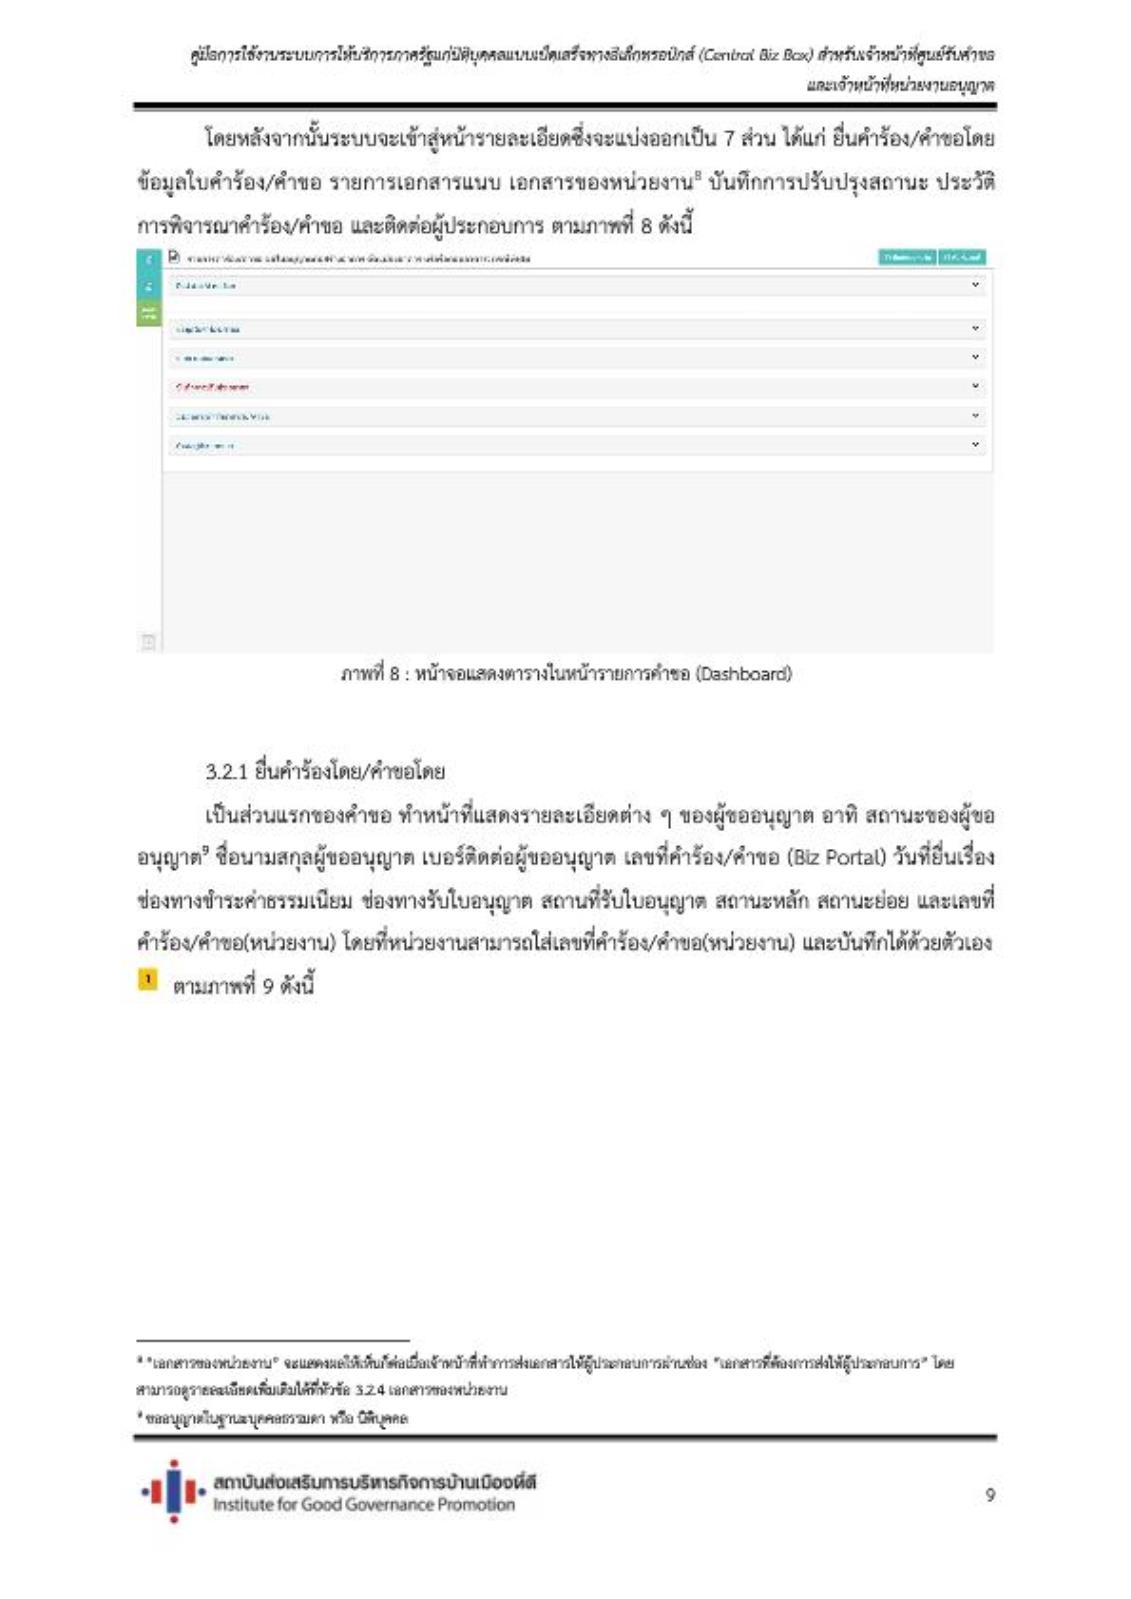 คู่มือการใช้งานระบบการให้บริการภาครัฐแก่นิติบุคคลแบบเบ็ดเสร็จทางอิเล็กทรอนิกส์ (Central Biz Box) สำหรับเจ้าหน้าที่ศูนย์รับคำขอ
และเจ้าหน้าที่หน่วยงานอนุญาต
โดยหลังจากนั้นระบบจะเข้าสู่หน้ารายละเอียดซึ่งจะแบ่งออกเป็น 7 ส่วน ได้แก่ ยื่นคำร้อง/คำขอโดย
ข้อมูลใบคำร้อง/คำขอ รายการเอกสารแนบ เอกสารของหน่วยงาน⁸ บันทึกการปรับปรุงสถานะ ประวัติ
การพิจารณาคำร้อง/คำขอ และติดต่อผู้ประกอบการ ตามภาพที่ 8 ดังนี้
ภาพที่ 8 : หน้าจอแสดงตารางในหน้ารายการคำขอ (Dashboard)
3.2.1 ยื่นคำร้องโดย/คำขอโดย
เป็นส่วนแรกของคำขอ ทำหน้าที่แสดงรายละเอียดต่าง ๆ ของผู้ขออนุญาต อาทิ สถานะของผู้ขอ
อนุญาต⁹ ชื่อนามสกุลผู้ขออนุญาต เบอร์ติดต่อผู้ขออนุญาต เลขที่คำร้อง/คำขอ (Biz Portal) วันที่ยื่นเรื่อง
ช่องทางชำระค่าธรรมเนียม ช่องทางรับใบอนุญาต สถานที่รับใบอนุญาต สถานะหลัก สถานะย่อย และเลขที่
คำร้อง/คำขอ(หน่วยงาน) โดยที่หน่วยงานสามารถใส่เลขที่คำร้อง/คำขอ(หน่วยงาน) และบันทึกได้ด้วยตัวเอง
1 ตามภาพที่ 9 ดังนี้
⁸ "เอกสารของหน่วยงาน" จะแสดงผลให้เห็นก็ต่อเมื่อเจ้าหน้าที่ทำการส่งเอกสารให้ผู้ประกอบการผ่านช่อง "เอกสารที่ต้องการส่งให้ผู้ประกอบการ" โดย
สามารถดูรายละเอียดเพิ่มเติมได้ที่หัวข้อ 3.2.4 เอกสารของหน่วยงาน
⁹ ขออนุญาตในฐานะบุคคลธรรมดา หรือ นิติบุคคล
สถาบันส่งเสริมการบริหารกิจการบ้านเมืองที่ดี
Institute for Good Governance Promotion
9